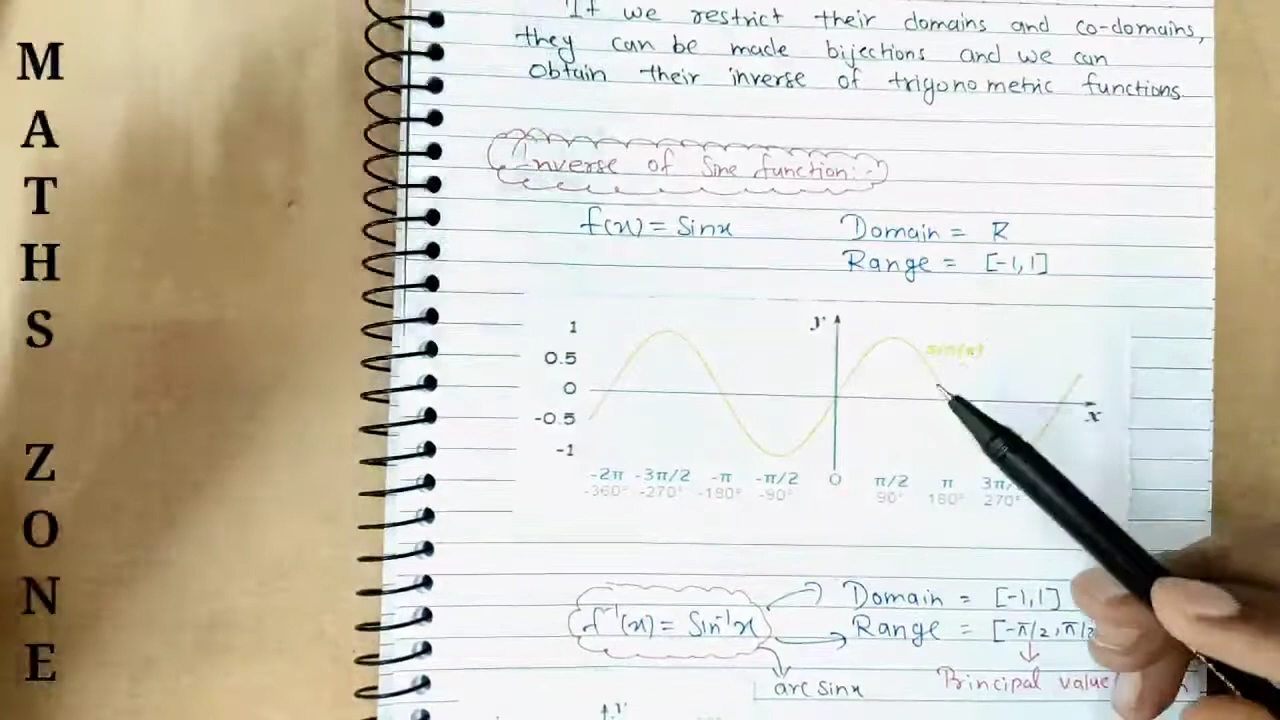 MATHS ZONE
If we restrict their domains and co-domains,
they can be made bijections and we can
obtain their inverse of trigonometric functions
Inverse of Sine function:-
f(x) = Sinx Domain = R
Range = [-1,1]
y
1
sin(x)
0.5
0
-0.5
x
-1
-2π -3π/2 -π -π/2 0 π/2 π
-360° -270° -180° -90° 90° 180° 270°
Domain = [-1,1]
f⁻¹(x) = Sin⁻¹x Range = [-π/2, π/2
arc sinx Principal value
y